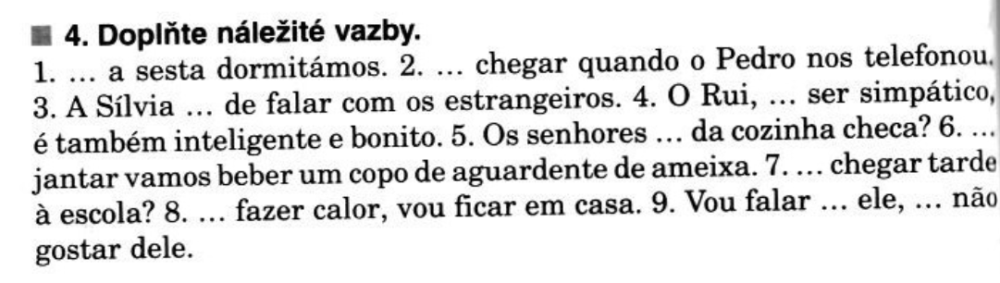 4. Doplňte náležité vazby.
1. ... a sesta dormitámos. 2. ... chegar quando o Pedro nos telefonou.
3. A Sílvia ... de falar com os estrangeiros. 4. O Rui, ... ser simpático,
é também inteligente e bonito. 5. Os senhores ... da cozinha checa? 6. ...
jantar vamos beber um copo de aguardente de ameixa. 7. ... chegar tarde
à escola? 8. ... fazer calor, vou ficar em casa. 9. Vou falar ... ele, ... não
gostar dele.